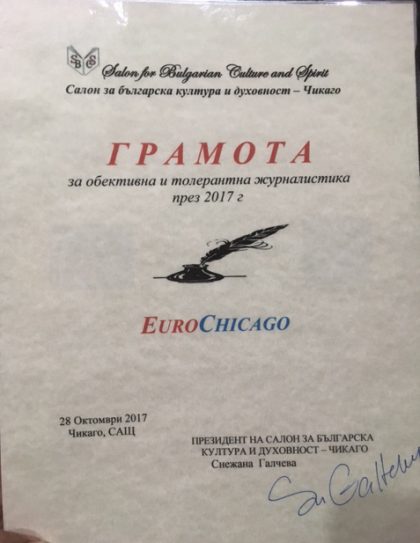 SBCS
Salon for Bulgarian Culture and Spirit
Салон за българска култура и духовност – Чикаго
ГРАМОТА
за обективна и толерантна журналистика
през 2017 г
EUROCHICAGO
28 Октомври 2017
Чикаго, САЩ
ПРЕЗИДЕНТ НА САЛОН ЗА БЪЛГАРСКА
КУЛТУРА И ДУХОВНОСТ – ЧИКАГО
Снежана Галчева